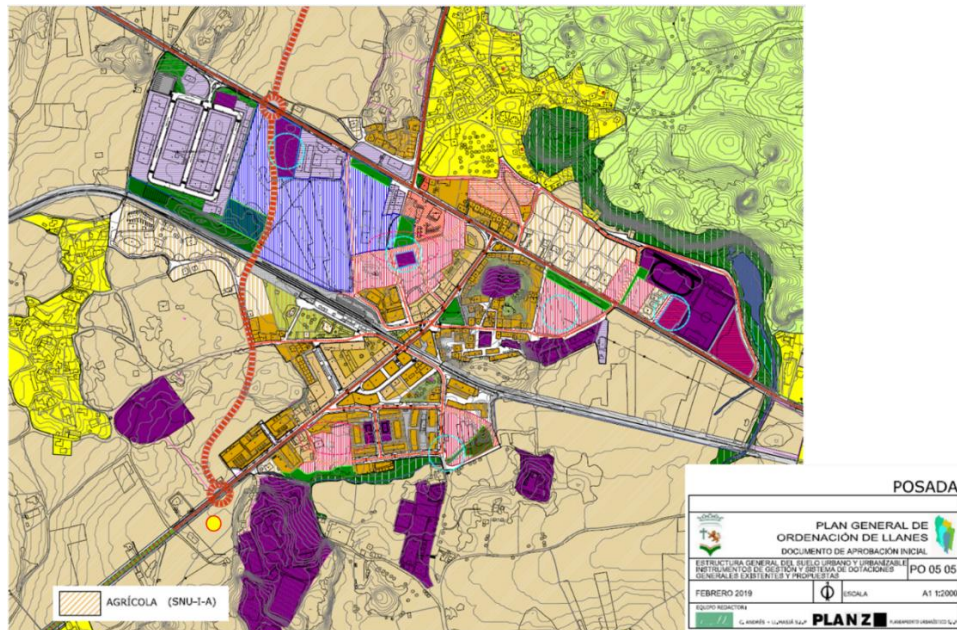 POSADA
PLAN GENERAL DE
ORDENACIÓN DE LLANES
DOCUMENTO DE APROBACIÓN INICIAL
ESTRUCTURA GENERAL DEL SUELO URBANO Y URBANIZABLE
INSTRUMENTOS DE GESTIÓN Y SISTEMA DE DOTACIONES
GENERALES EXISTENTES Y PROPUESTAS
PO 05 05
FEBRERO 2019
ESCALA
A1 1:2000
EQUIPO REDACTOR:
PLAN Z
AGRÍCOLA (SNU-I-A)